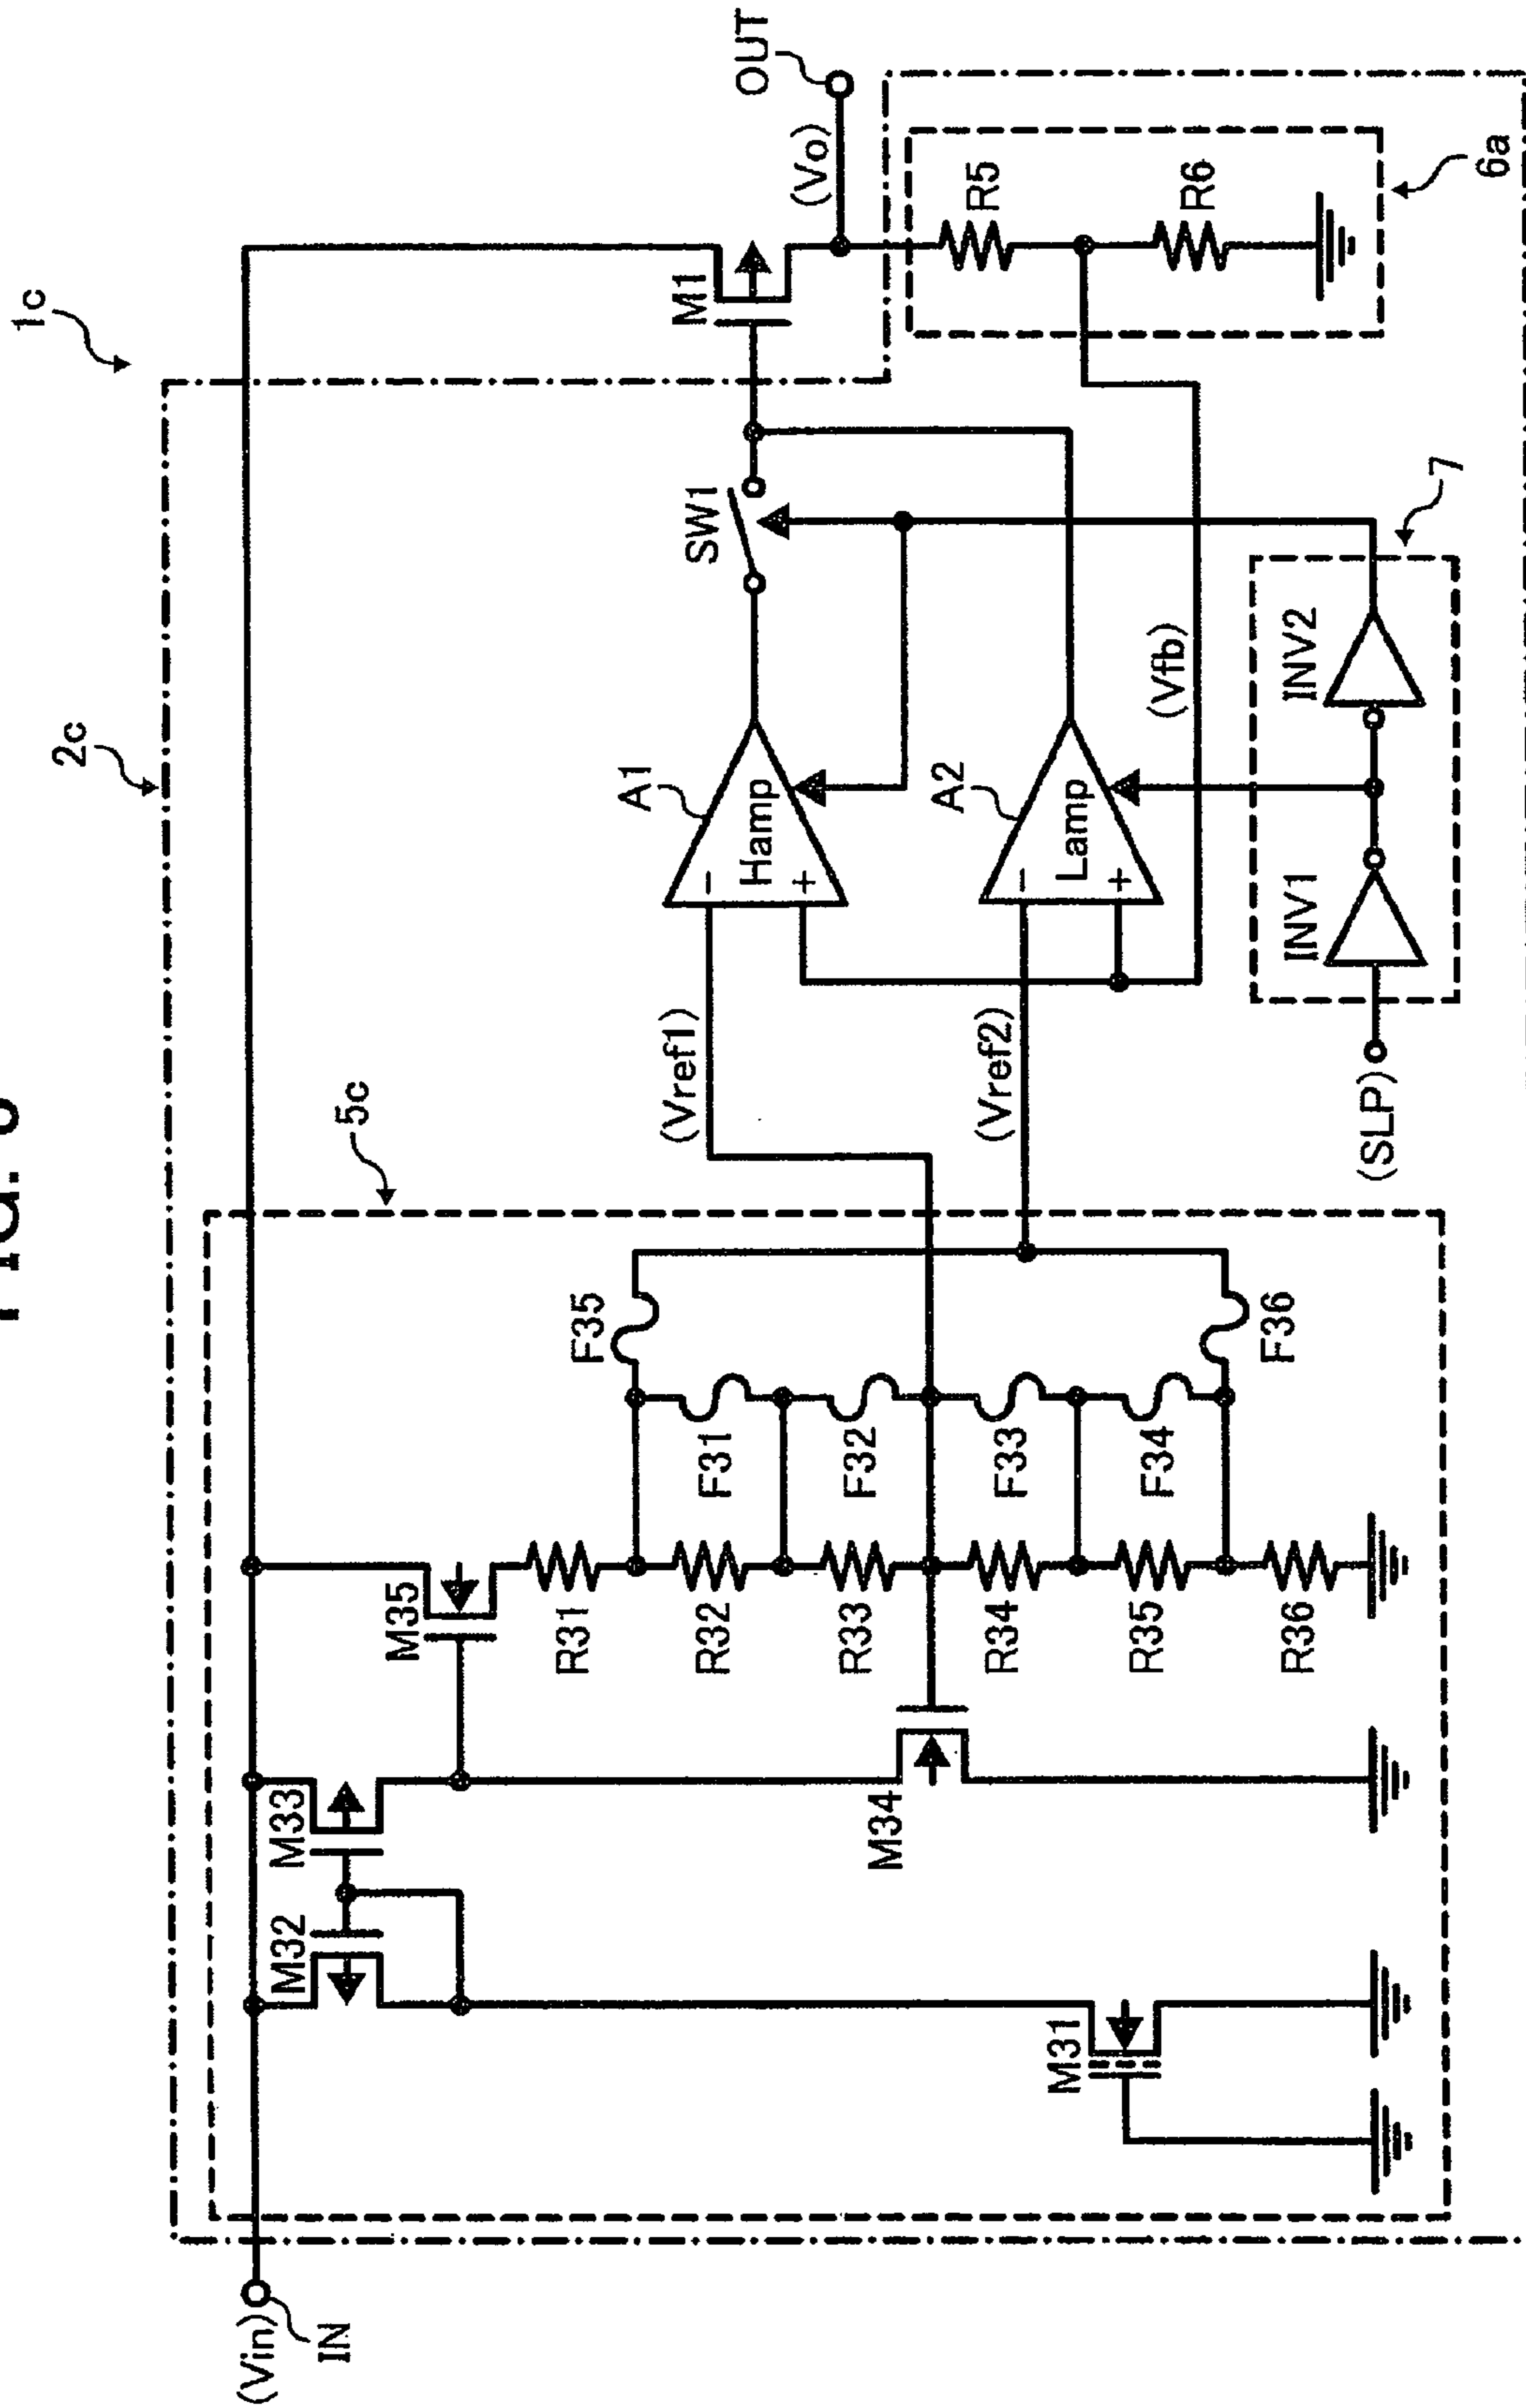 1c
2c
5c
(Vin)
IN
M32
M33
M35
M31
M34
R31
R32
R33
R34
R35
R36
F31
F32
F33
F34
F35
F36
(Vref1)
(Vref2)
A1
Hamp
-
+
A2
Lamp
-
+
SW1
M1
(Vo)
OUT
R5
R6
6a
(Vfb)
7
INV1
INV2
(SLP)